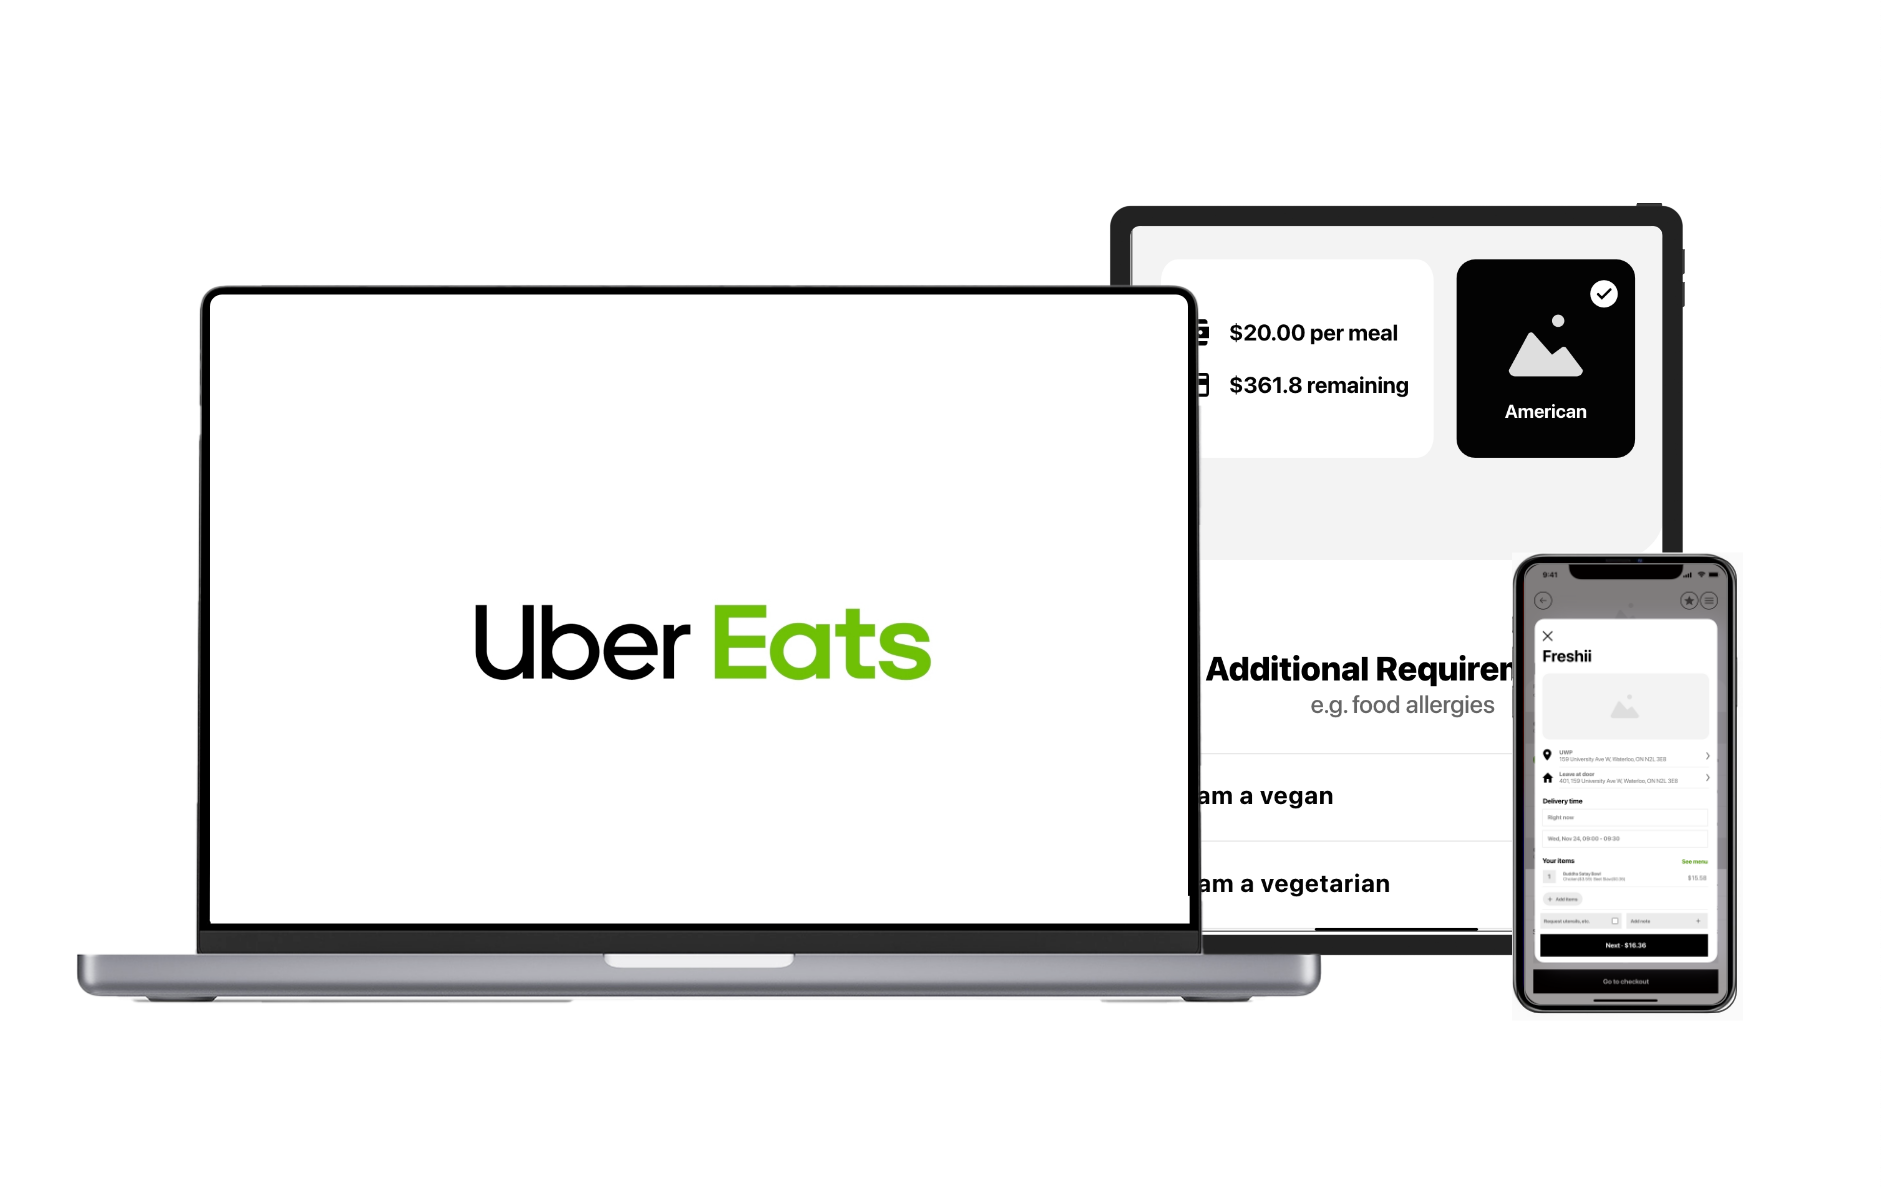 Uber Eats
$20.00 per meal
$361.8 remaining
American
Additional Requirem
e.g. food allergies
am a vegan
am a vegetarian
9:41
Freshii
UWP
159 University Ave W, Waterloo, ON N2L 3E8
Leave at door
401, 159 University Ave W, Waterloo, ON N2L 3E8
Delivery time
Right now
Wed, Nov 24, 09:00 - 09:30
Your items
See menu
1
Buddha Satay Bowl
$15.58
+ Add items
Request utensils, etc.
Add note +
Next · $16.36
Go to checkout